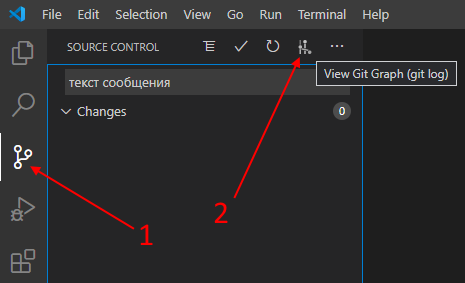 File Edit Selection View Go Run Terminal Help
SOURCE CONTROL
View Git Graph (git log)
текст сообщения
Changes 0
1
2